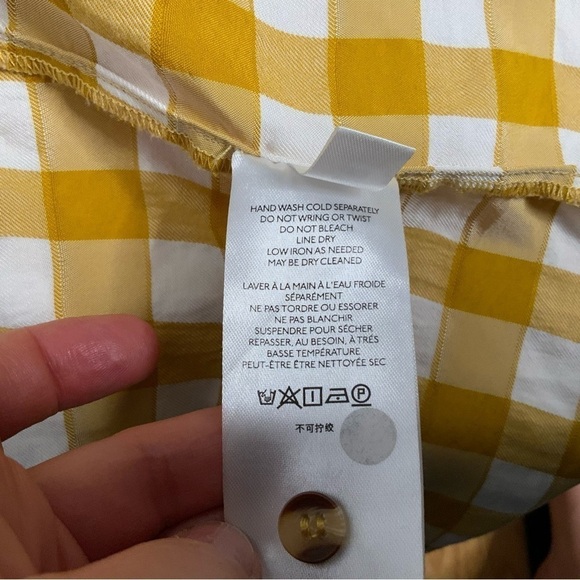 HAND WASH COLD SEPARATELY
DO NOT WRING OR TWIST
DO NOT BLEACH
LINE DRY
LOW IRON AS NEEDED
MAY BE DRY CLEANED
LAVER À LA MAIN À L'EAU FROIDE
SÉPARÉMENT
NE PAS TORDRE OU ESSORER
NE PAS BLANCHIR
SUSPENDRE POUR SÉCHER
REPASSER, AU BESOIN, À TRÉS
BASSE TEMPÉRATURE
PEUT-ÊTRE ÊTRE NETTOYÉE SEC
P
不可拧绞